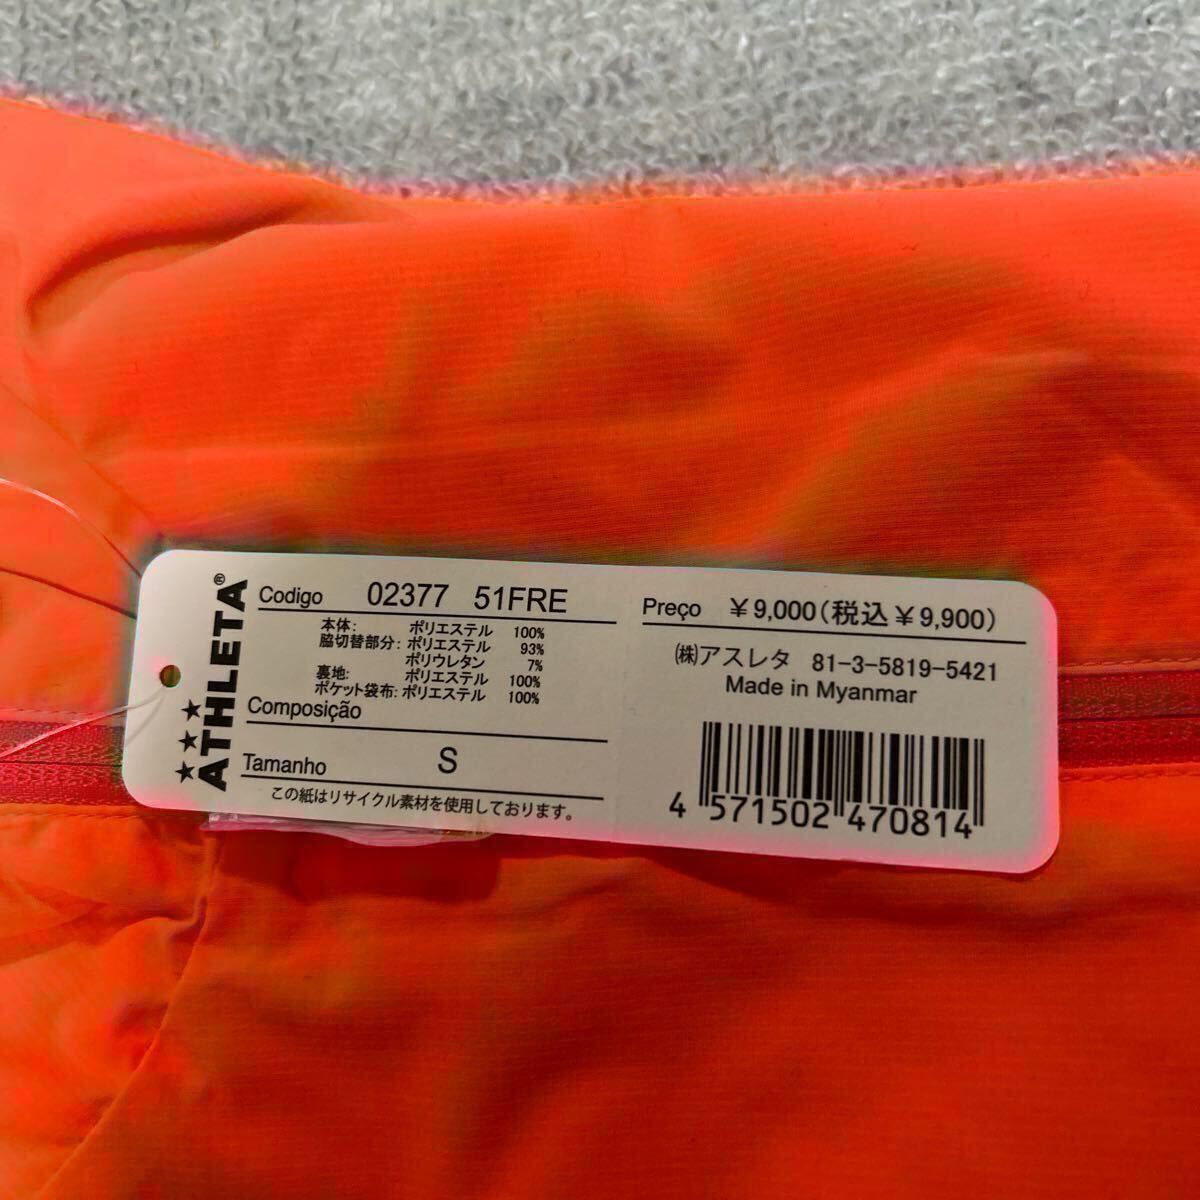 ATHLETA®
Codigo 02377 51FRE
本体: ポリエステル 100%
脇切替部分: ポリエステル 93%
ポリウレタン 7%
裏地: ポリエステル 100%
ポケット袋布: ポリエステル 100%
Composição
Tamanho S
この紙はリサイクル素材を使用しております。
Preço ￥9,000(税込￥9,900)
(株)アスレタ 81-3-5819-5421
Made in Myanmar
4 571502 470814